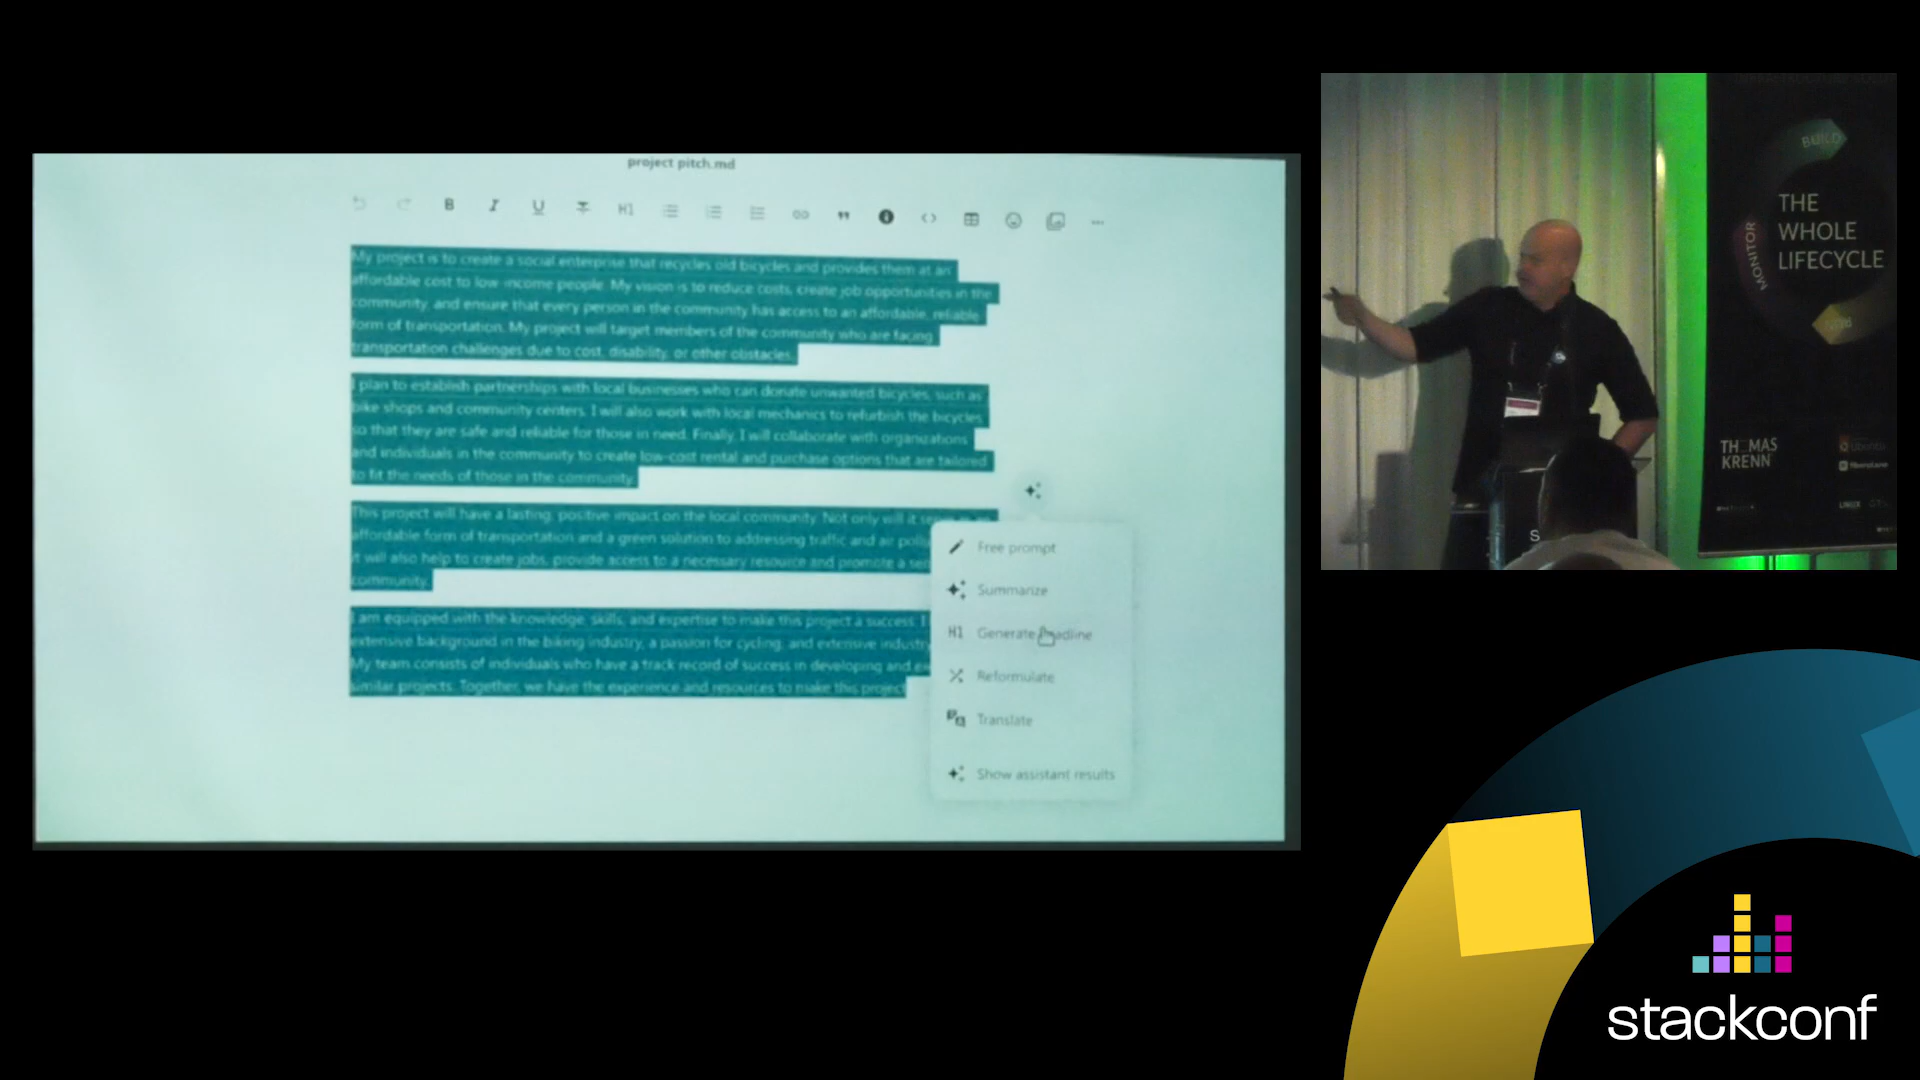 project pitch.md
B I U H1
My project is to create a social enterprise that recycles old bicycles and provides them at an
affordable cost to low income people. My vision is to reduce costs, create job opportunities in the
community, and ensure that every person in the community has access to an affordable, reliable
form of transportation. My project will target members of the community who are facing
transportation challenges due to cost, disability, or other obstacles.
I plan to establish partnerships with local businesses who can donate unwanted bicycles, such as
bike shops and community centers. I will also work with local mechanics to refurbish the bicycles
so that they are safe and reliable for those in need. Finally, I will collaborate with organizations
and individuals in the community to create low-cost rental and purchase options that are tailored
to fit the needs of those in the community.
This project will have a lasting, positive impact on the local community. Not only will it
affordable form of transportation and a green solution to addressing traffic and air
it will also help to create jobs, provide access to a necessary resource and promote a
community.
I am equipped with the knowledge, skills, and expertise to make this project a success. I
extensive background in the biking industry, a passion for cycling, and extensive
My team consists of individuals who have a track record of success in developing and
similar projects. Together, we have the experience and resources to make this project
Free prompt
Summarize
H1 Generate headline
Reformulate
Translate
Show assistant results
BUILD
THE
WHOLE
LIFECYCLE
MONITOR
THOMAS
KRENN
S
stackconf